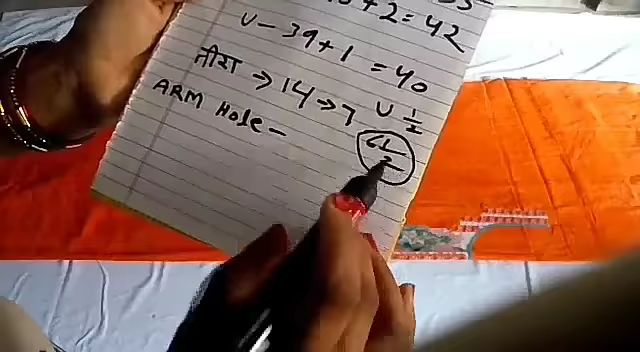 +2=42
U-39+1=40
तीरा → 14 → 7 U 1/2
ARM Hole-